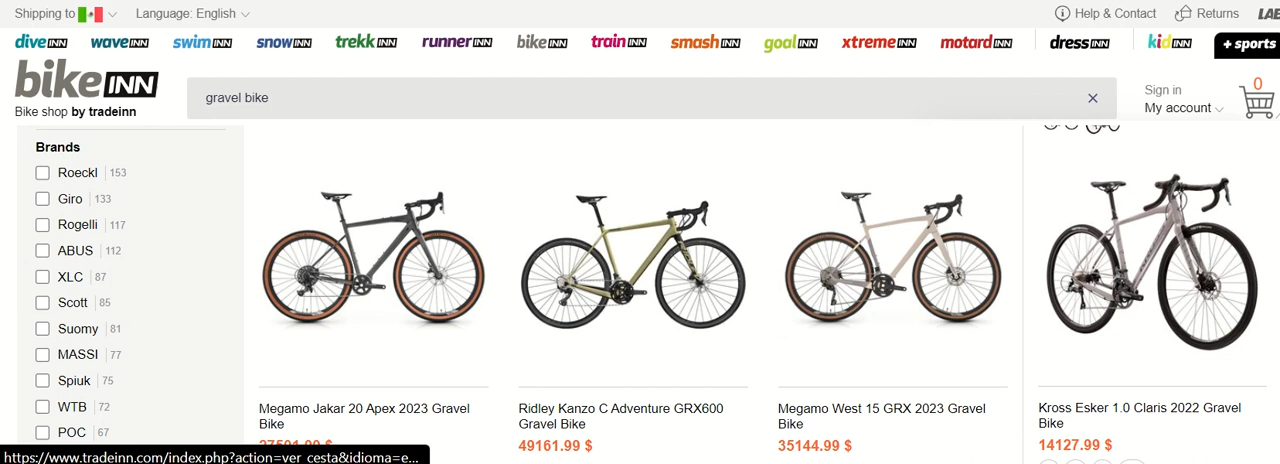 Shipping to
Language: English
Help & Contact
Returns
diveINN waveINN swimINN snowINN trekkINN runnerINN bikeINN trainINN smashINN goalINN xtremeINN motardINN dressINN kidINN + sports
bikeINN
Bike shop by tradeinn
gravel bike
Sign in
My account
0
Brands
Roeckl 153
Giro 133
Rogelli 117
ABUS 112
XLC 87
Scott 85
Suomy 81
MASSI 77
Spiuk 75
WTB 72
POC 67
Megamo Jakar 20 Apex 2023 Gravel
Bike
Ridley Kanzo C Adventure GRX600
Gravel Bike
49161.99 $
Megamo West 15 GRX 2023 Gravel
Bike
35144.99 $
Kross Esker 1.0 Claris 2022 Gravel
Bike
14127.99 $
https://www.tradeinn.com/index.php?action=ver_cesta&idioma=e...